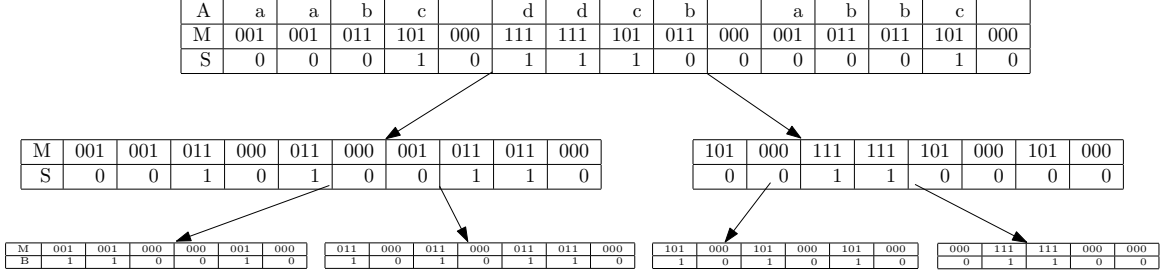 A a a b c d d c b a b b c
M 001 001 011 101 000 111 111 101 011 000 001 011 011 101 000
S 0 0 0 1 0 1 1 1 0 0 0 0 0 1 0
M 001 001 011 000 011 000 001 011 011 000
S 0 0 1 0 1 0 0 1 1 0
101 000 111 111 101 000 101 000
0 0 1 1 0 0 0 0
M 001 001 000 000 001 000
B 1 1 0 0 1 0
011 000 011 000 011 011 000
1 0 1 0 1 1 0
101 000 101 000 101 000
1 0 1 0 1 0
000 111 111 000 000
0 1 1 0 0